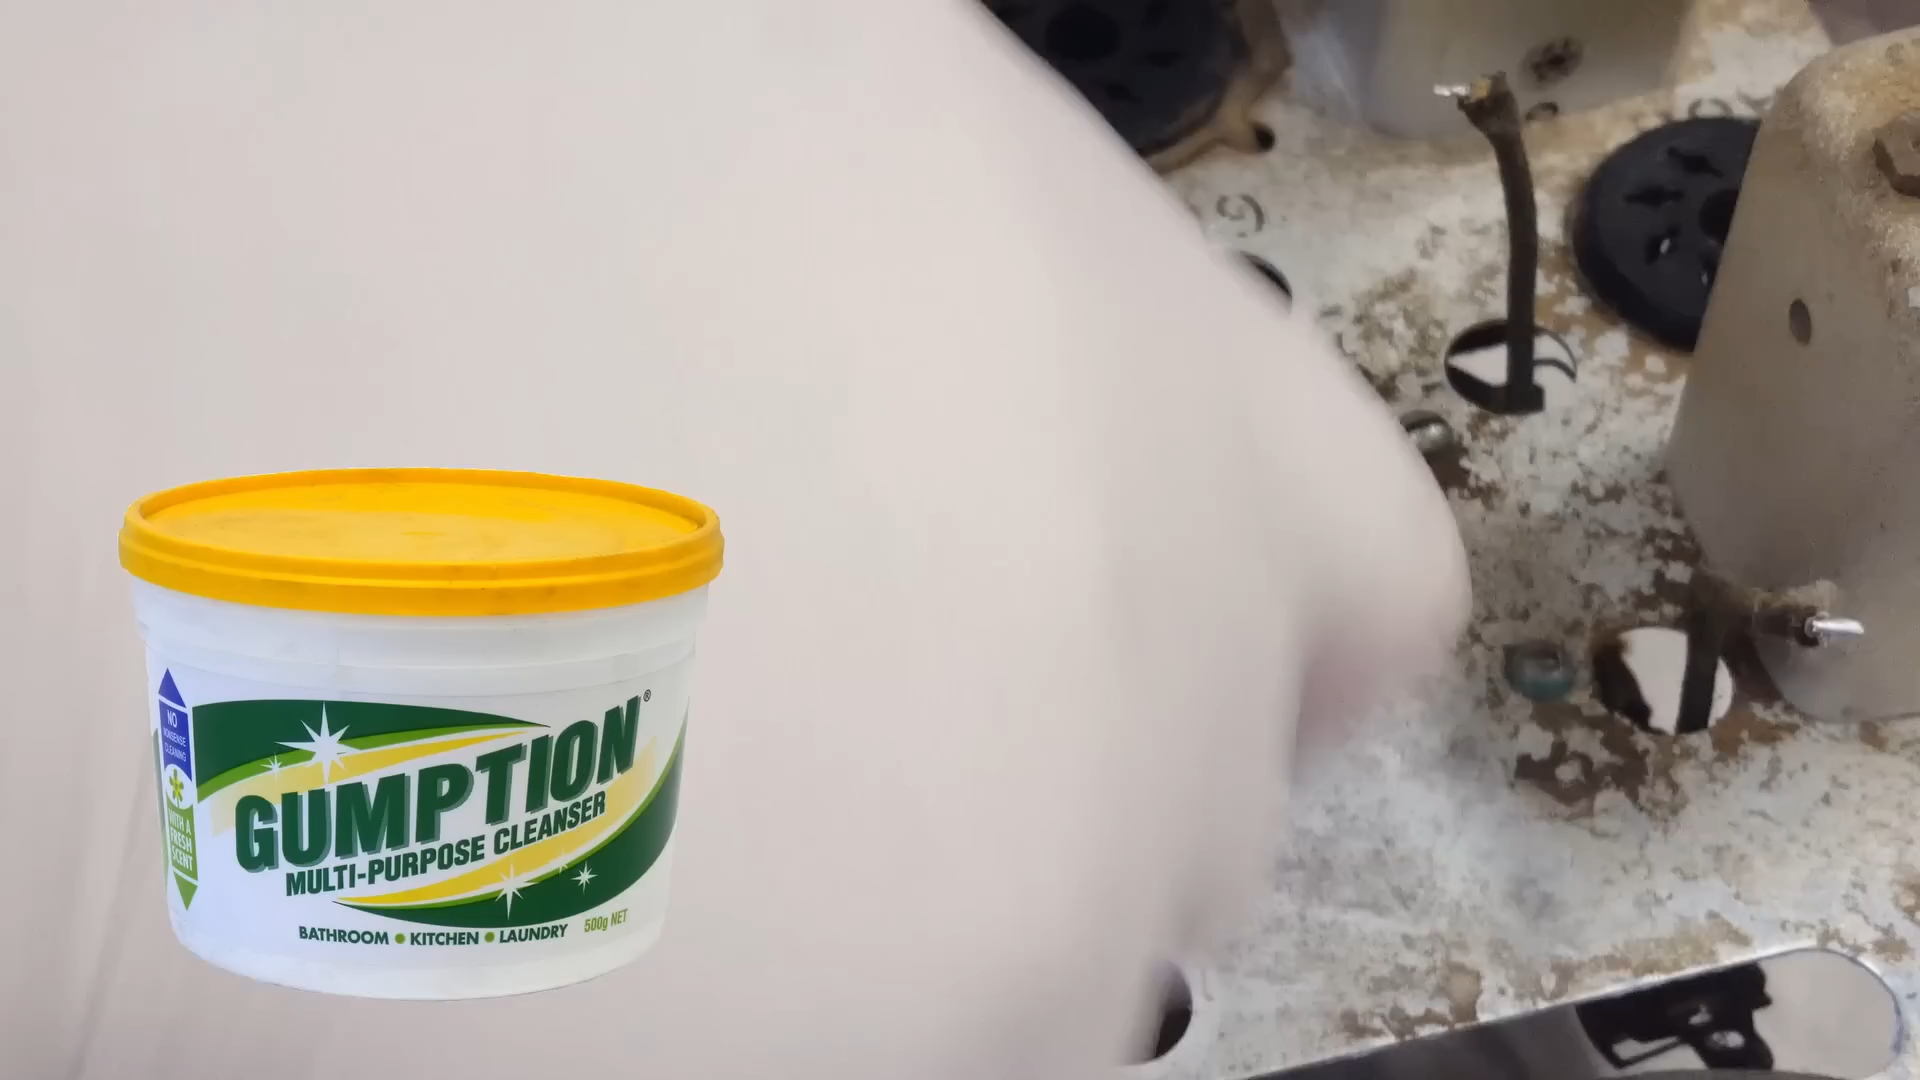 NO
NONSENSE
CLEANING
WITH A
FRESH
SCENT
GUMPTION®
MULTI-PURPOSE CLEANSER
BATHROOM • KITCHEN • LAUNDRY
500g NET